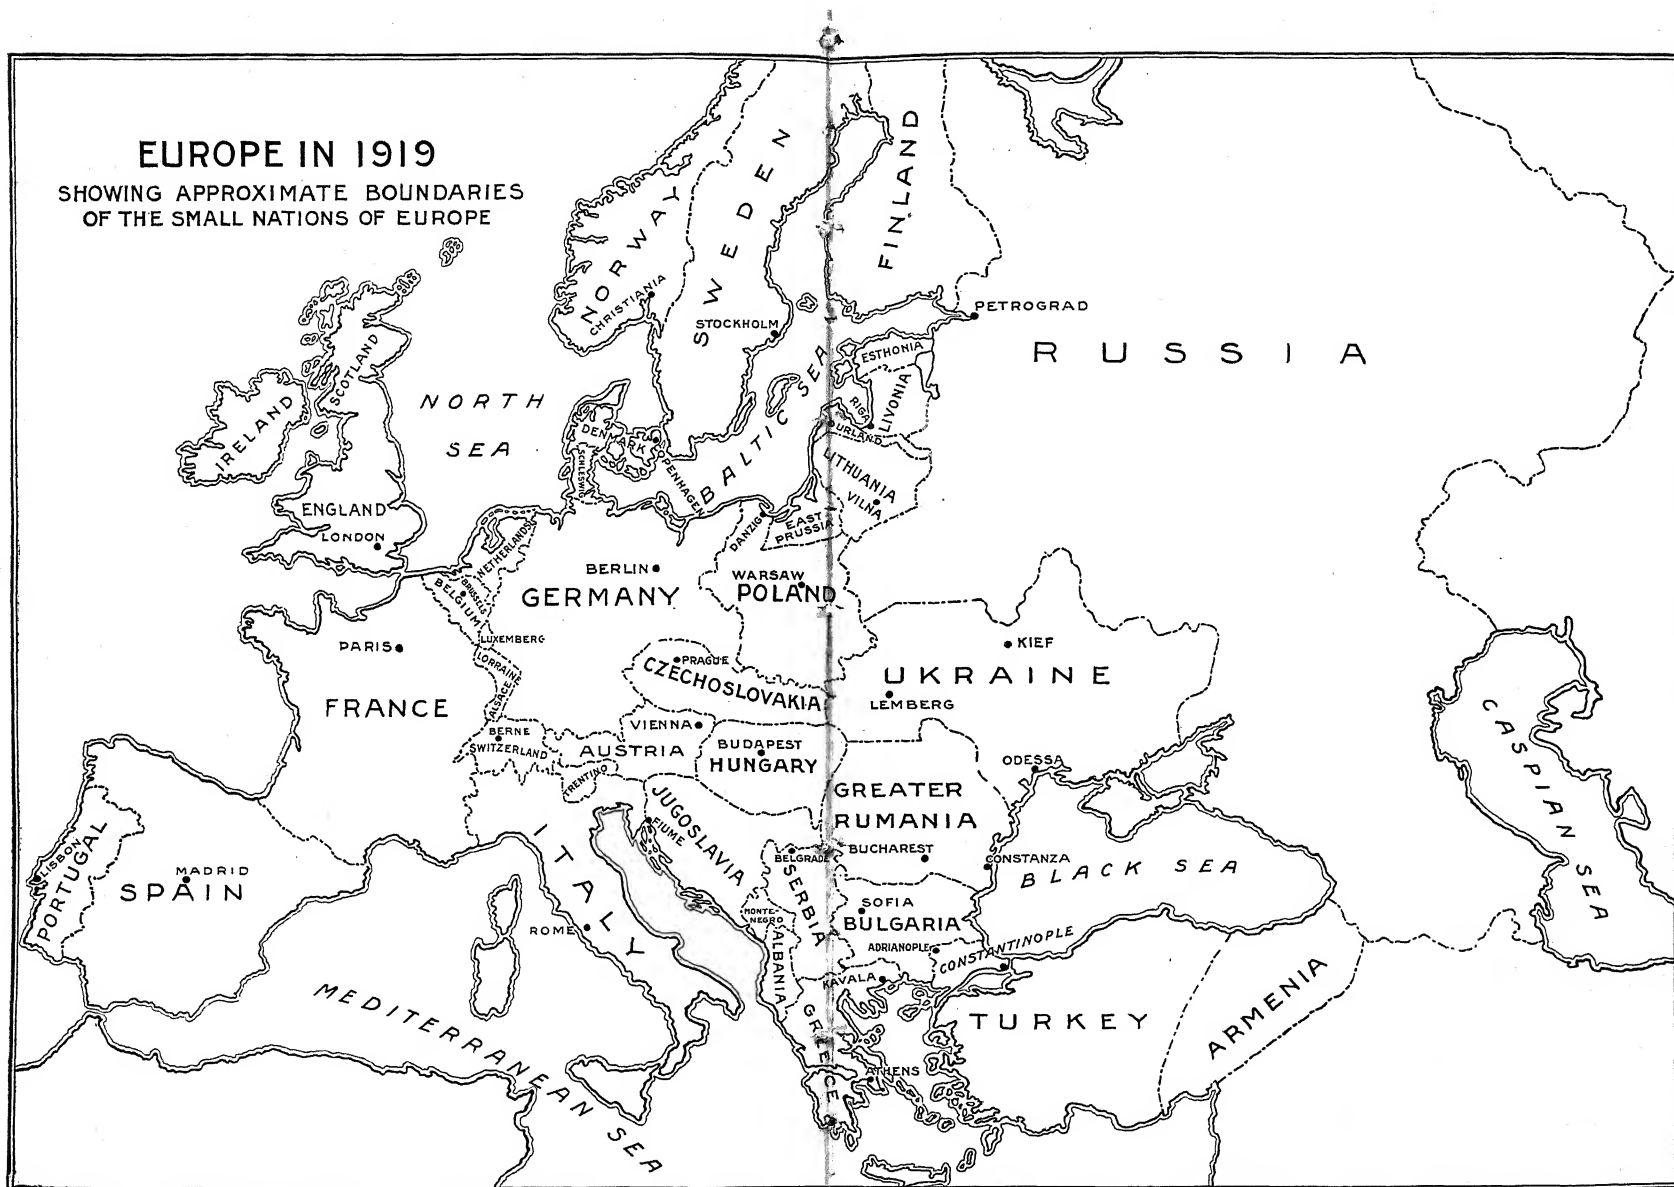 EUROPE IN 1919
SHOWING APPROXIMATE BOUNDARIES
OF THE SMALL NATIONS OF EUROPE
NORWAY
CHRISTIANIA
SWEDEN
STOCKHOLM
FINLAND
PETROGRAD
RUSSIA
ESTHONIA
LIVONIA
RIGA
URLAND
LITHUANIA
VILNA
BALTIC SEA
NORTH
SEA
SCOTLAND
IRELAND
ENGLAND
LONDON
DENMARK
COPENHAGEN
SCHLESWIG
NETHERLANDS
BRUSSELS
BELGIUM
LUXEMBERG
LORRAINE
ALSACE
BERLIN
GERMANY
DANZIG
EAST
PRUSSIA
WARSAW
POLAND
PARIS
FRANCE
PRAGUE
CZECHOSLOVAKIA
UKRAINE
KIEF
LEMBERG
ODESSA
BERNE
SWITZERLAND
VIENNA
AUSTRIA
TRENTINO
BUDAPEST
HUNGARY
GREATER
RUMANIA
BUCHAREST
CONSTANZA
JUGOSLAVIA
FIUME
BELGRADE
SERBIA
MONTE-
NEGRO
ALBANIA
SOFIA
BULGARIA
ADRIANOPLE
CONSTANTINOPLE
KAVALA
GREECE
ATHENS
ITALY
ROME
LISBON
PORTUGAL
MADRID
SPAIN
MEDITERRANEAN SEA
BLACK SEA
CASPIAN SEA
TURKEY
ARMENIA